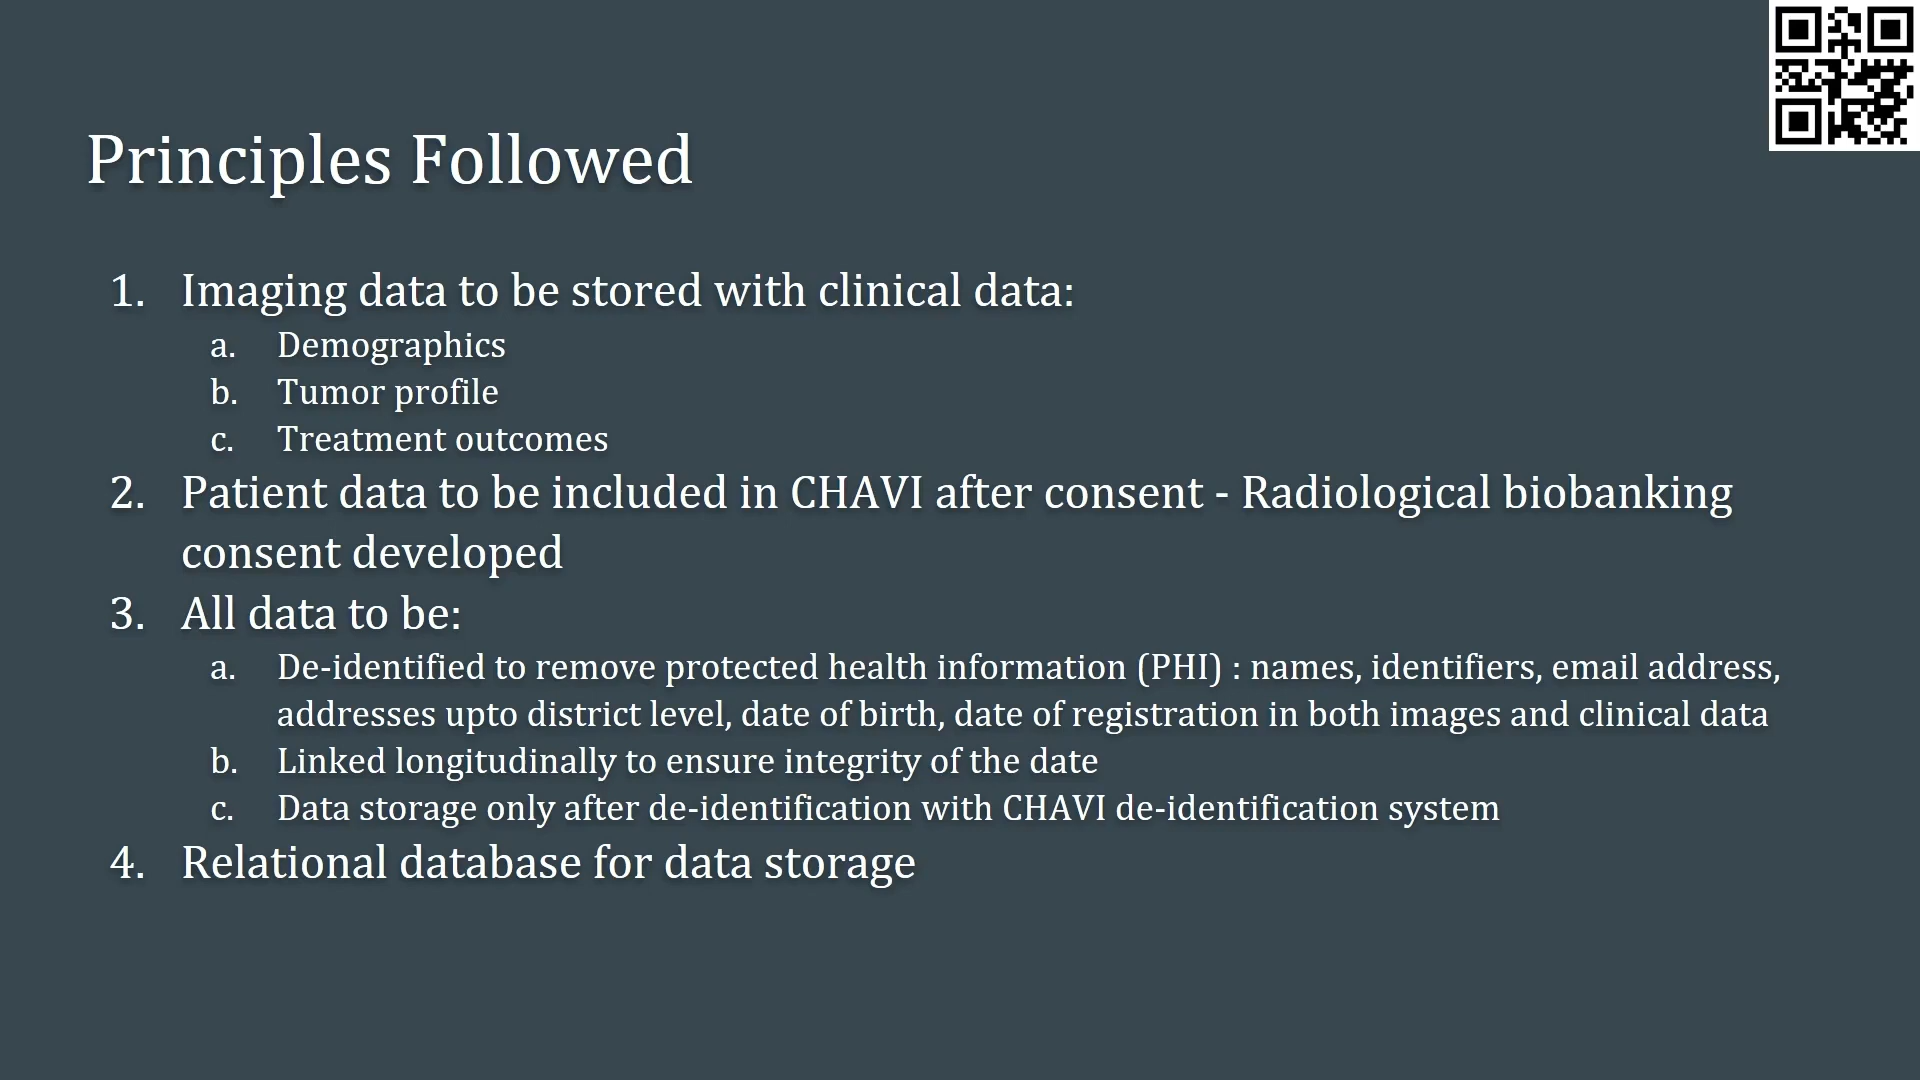 Principles Followed
1. Imaging data to be stored with clinical data:
a. Demographics
b. Tumor profile
c. Treatment outcomes
2. Patient data to be included in CHAVI after consent - Radiological biobanking
consent developed
3. All data to be:
a. De-identified to remove protected health information (PHI) : names, identifiers, email address,
addresses upto district level, date of birth, date of registration in both images and clinical data
b. Linked longitudinally to ensure integrity of the date
c. Data storage only after de-identification with CHAVI de-identification system
4. Relational database for data storage